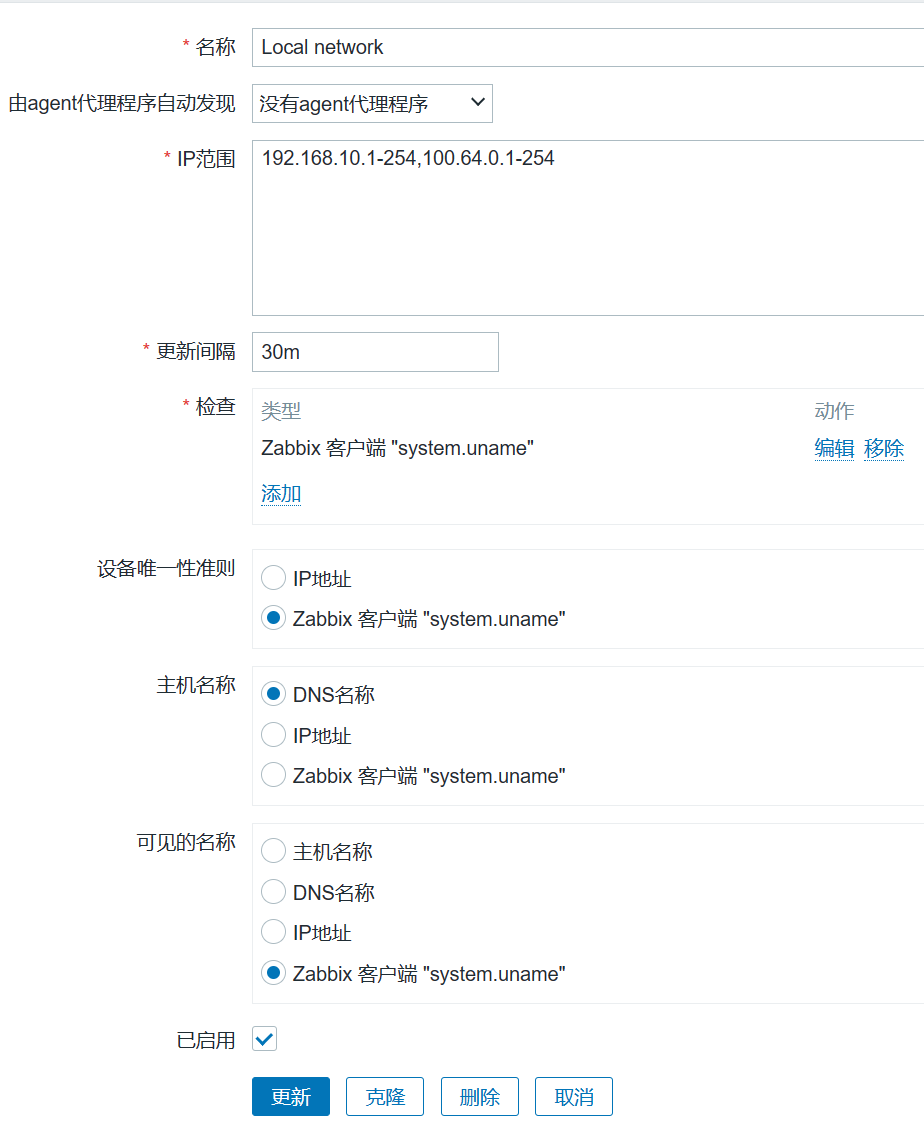 * 名称 Local network
由agent代理程序自动发现 没有agent代理程序
* IP范围 192.168.10.1-254,100.64.0.1-254
* 更新间隔 30m
* 检查 类型 动作
Zabbix 客户端 "system.uname" 编辑 移除
添加
设备唯一性准则 IP地址
Zabbix 客户端 "system.uname"
主机名称 DNS名称
IP地址
Zabbix 客户端 "system.uname"
可见的名称 主机名称
DNS名称
IP地址
Zabbix 客户端 "system.uname"
已启用
更新 克隆 删除 取消